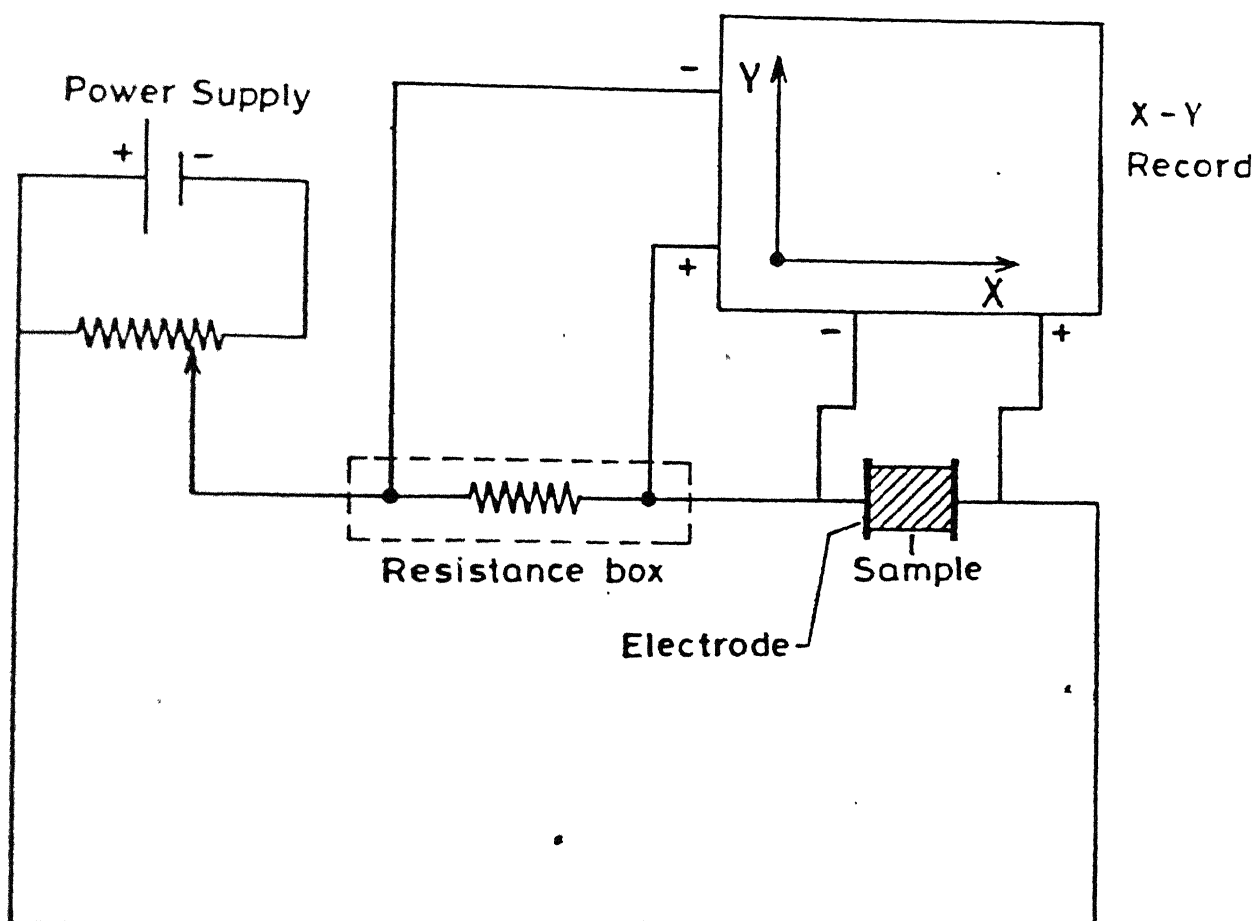 Power Supply
+ -
- Y
X - Y
Record
+
X
- +
Resistance box
Sample
Electrode